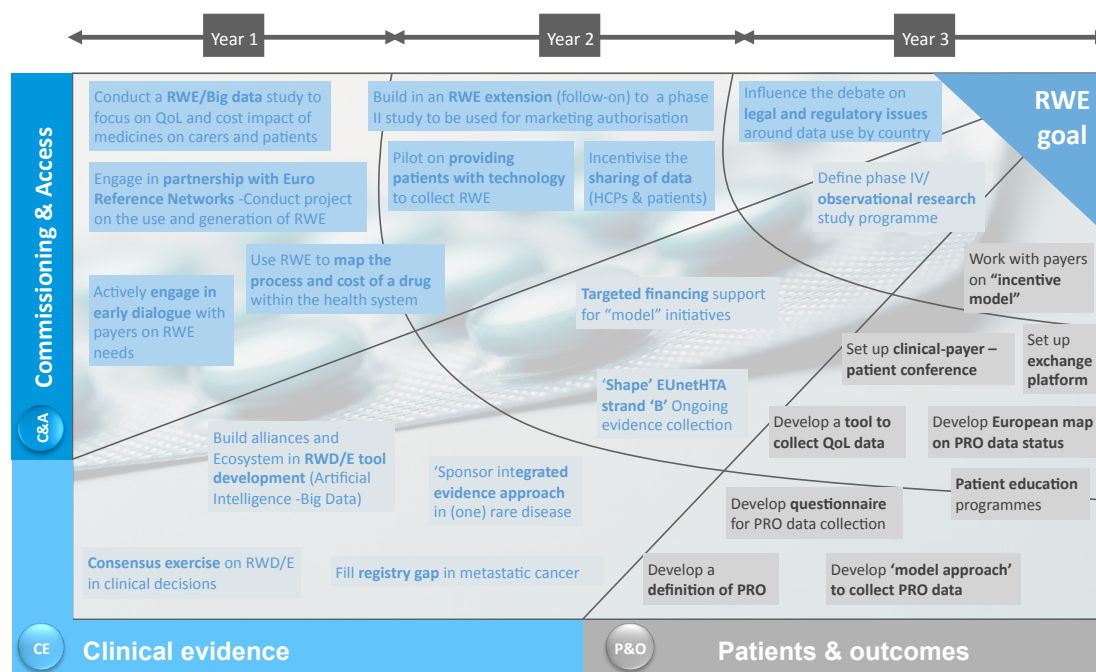 Year 1
Year 2
Year 3
Commissioning & Access
C&A
Conduct a RWE/Big data study to
focus on QoL and cost impact of
medicines on carers and patients
Build in an RWE extension (follow-on) to a phase
II study to be used for marketing authorisation
Influence the debate on
legal and regulatory issues
around data use by country
RWE
goal
Engage in partnership with Euro
Reference Networks -Conduct project
on the use and generation of RWE
Pilot on providing
patients with technology
to collect RWE
Incentivise the
sharing of data
(HCPs & patients)
Define phase IV/
observational research
study programme
Use RWE to map the
process and cost of a drug
within the health system
Actively engage in
early dialogue with
payers on RWE
needs
Targeted financing support
for “model” initiatives
Work with payers
on “incentive
model”
Set up clinical-payer –
patient conference
Set up
exchange
platform
‘Shape’ EUnetHTA
strand ‘B’ Ongoing
evidence collection
Develop a tool to
collect QoL data
Develop European map
on PRO data status
Build alliances and
Ecosystem in RWD/E tool
development (Artificial
Intelligence -Big Data)
‘Sponsor integrated
evidence approach
in (one) rare disease
Patient education
programmes
Develop questionnaire
for PRO data collection
Consensus exercise on RWD/E
in clinical decisions
Fill registry gap in metastatic cancer
Develop a
definition of PRO
Develop ‘model approach’
to collect PRO data
CE
Clinical evidence
P&O
Patients & outcomes